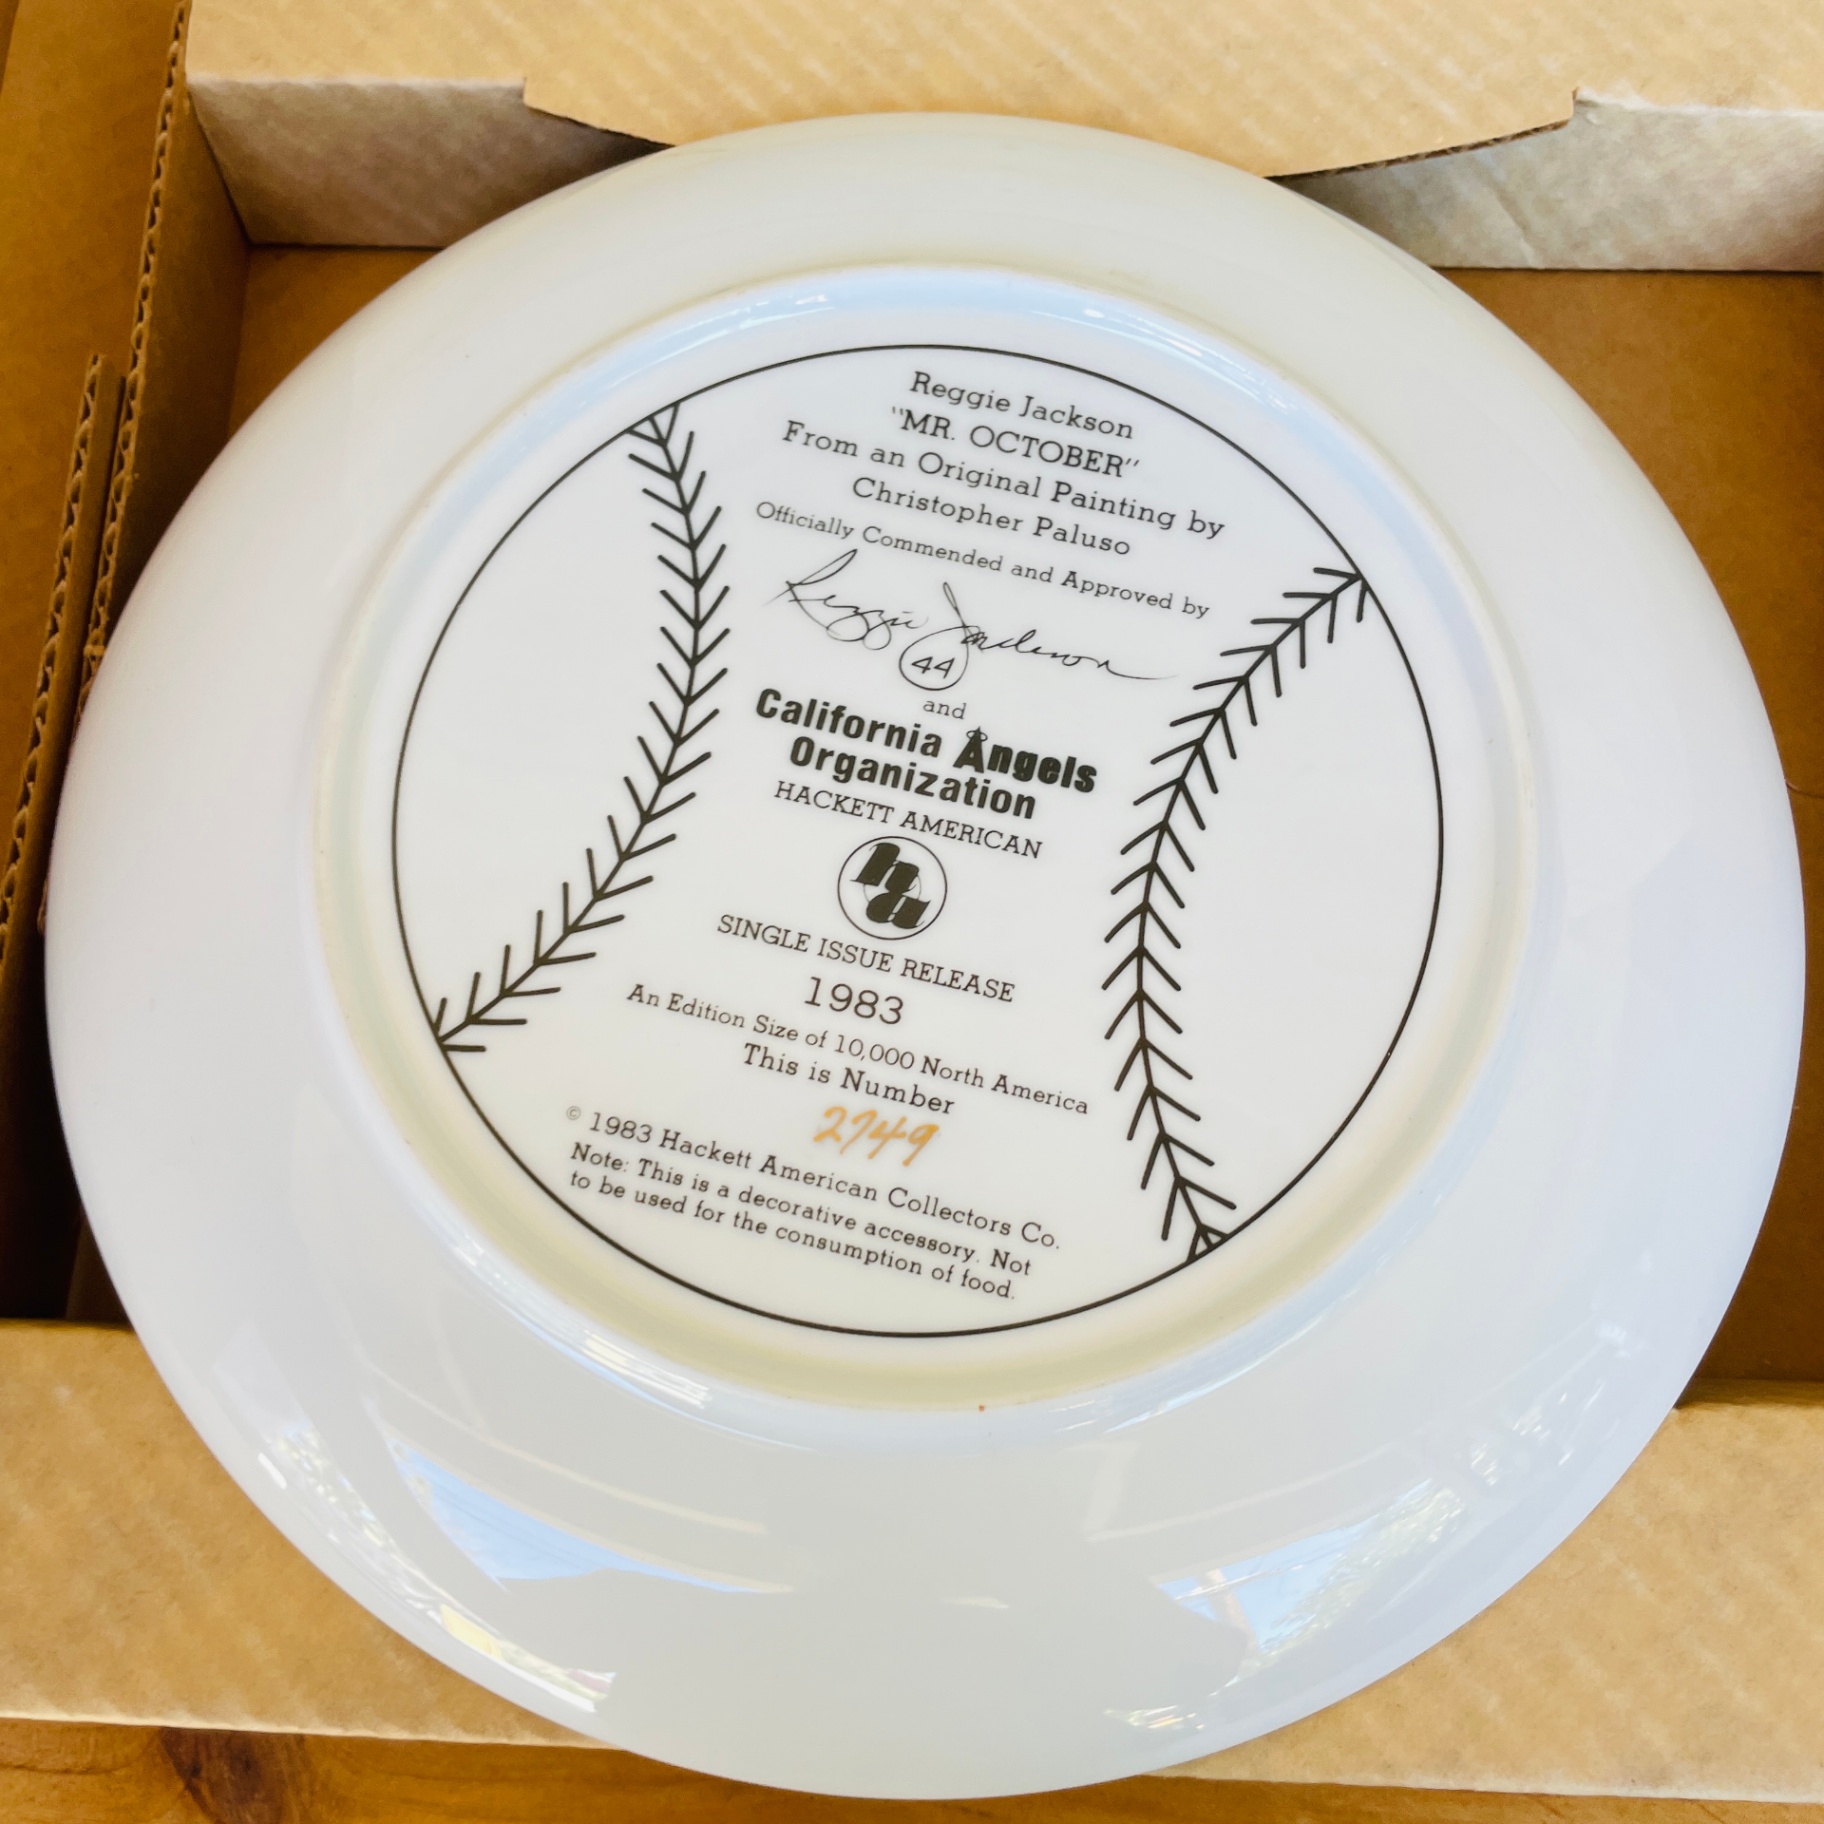 Reggie Jackson
"MR. OCTOBER"
From an Original Painting by
Christopher Paluso
Officially Commended and Approved by
Reggie Jackson
44
and
California Angels
Organization
HACKETT AMERICAN
ha
SINGLE ISSUE RELEASE
1983
An Edition Size of 10,000 North America
This is Number
2749
© 1983 Hackett American Collectors Co.
Note: This is a decorative accessory. Not
to be used for the consumption of food.